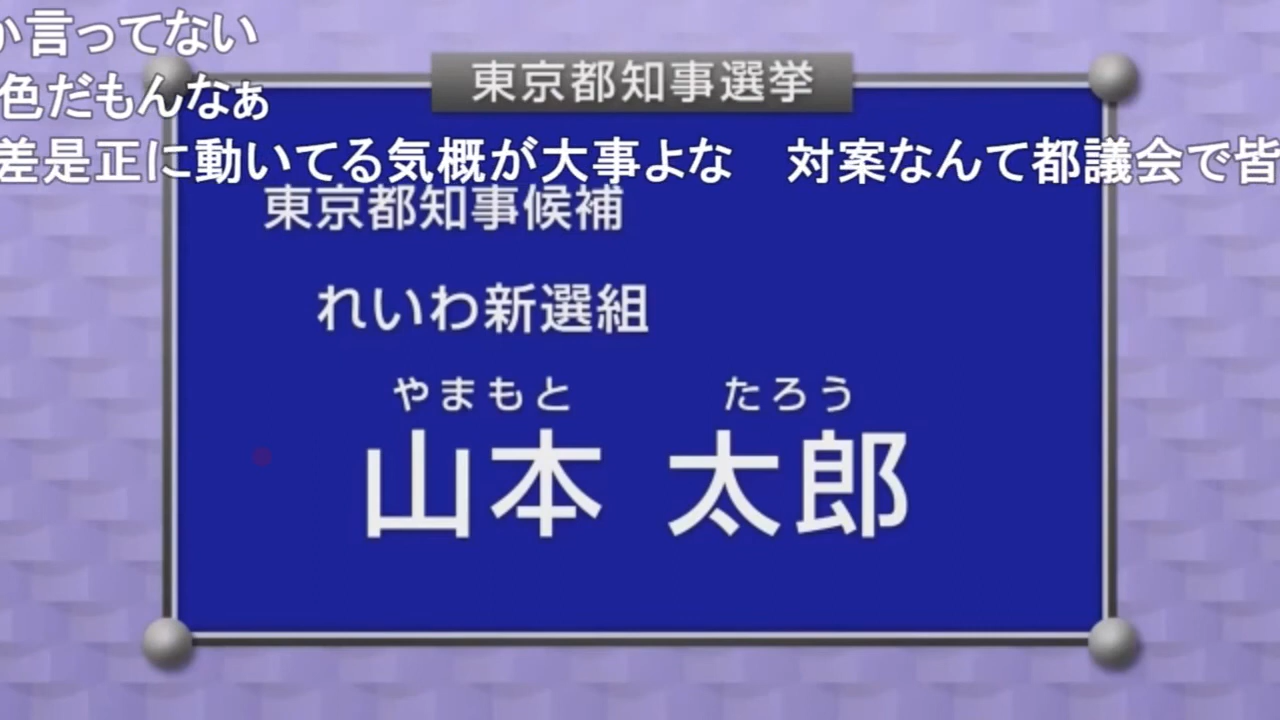 か言ってない
色だもんなぁ
東京都知事選挙
差是正に動いてる気概が大事よな　対案なんて都議会で皆
東京都知事候補
れいわ新選組
やまもと　たろう
山本 太郎